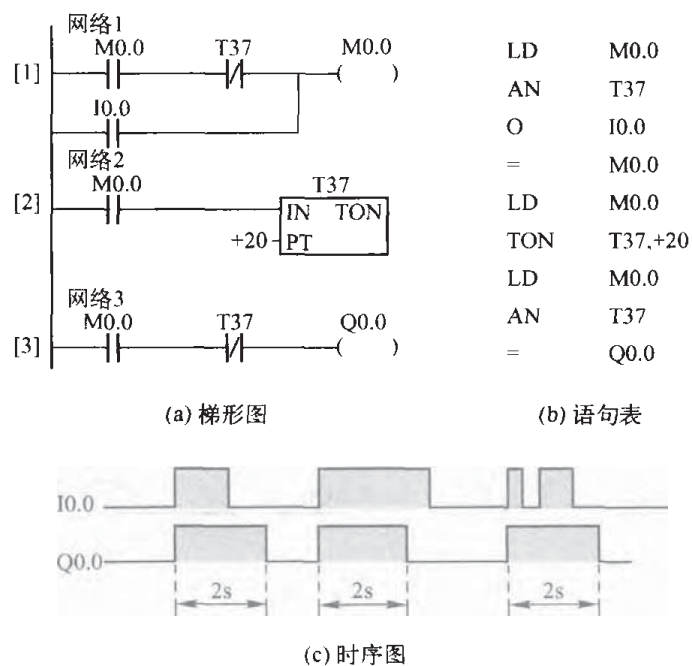 网络1
M0.0 T37 M0.0
[1] ( )
I0.0
网络2
M0.0 T37
[2] IN TON
+20 PT
网络3
M0.0 T37 Q0.0
[3] ( )
(a) 梯形图
LD M0.0
AN T37
O I0.0
= M0.0
LD M0.0
TON T37,+20
LD M0.0
AN T37
= Q0.0
(b) 语句表
I0.0
Q0.0
2s 2s 2s
(c) 时序图